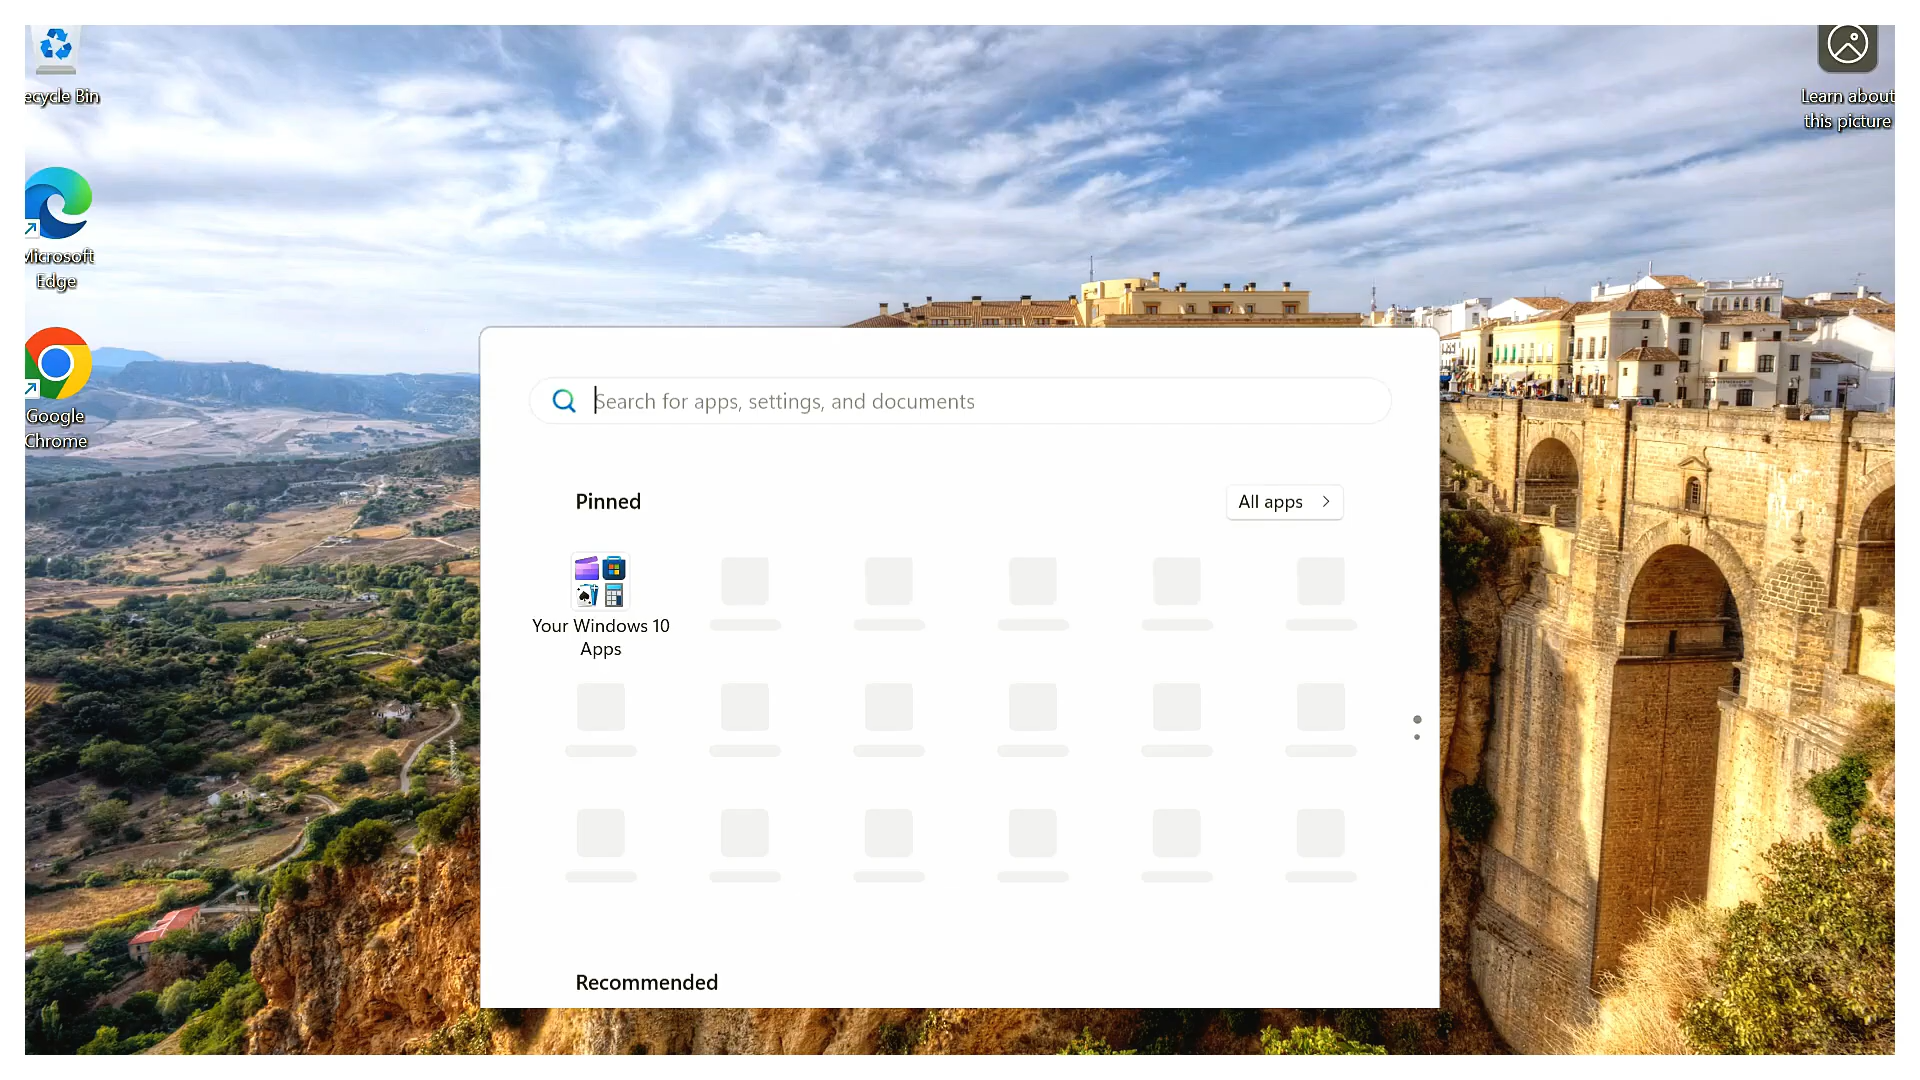 ecycle Bin
Learn about
this picture
Microsoft
Edge
Google
Chrome
Search for apps, settings, and documents
Pinned
All apps
Your Windows 10
Apps
Recommended